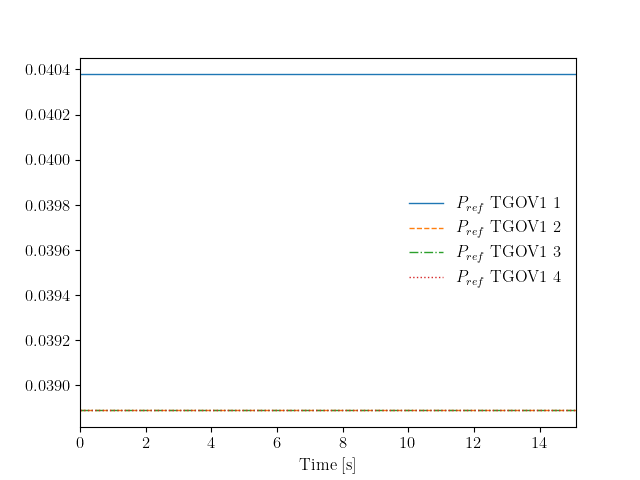 0.0404
0.0402
0.0400
0.0398
0.0396
0.0394
0.0392
0.0390
P_ref TGOV1 1
P_ref TGOV1 2
P_ref TGOV1 3
P_ref TGOV1 4
0 2 4 6 8 10 12 14
Time [s]